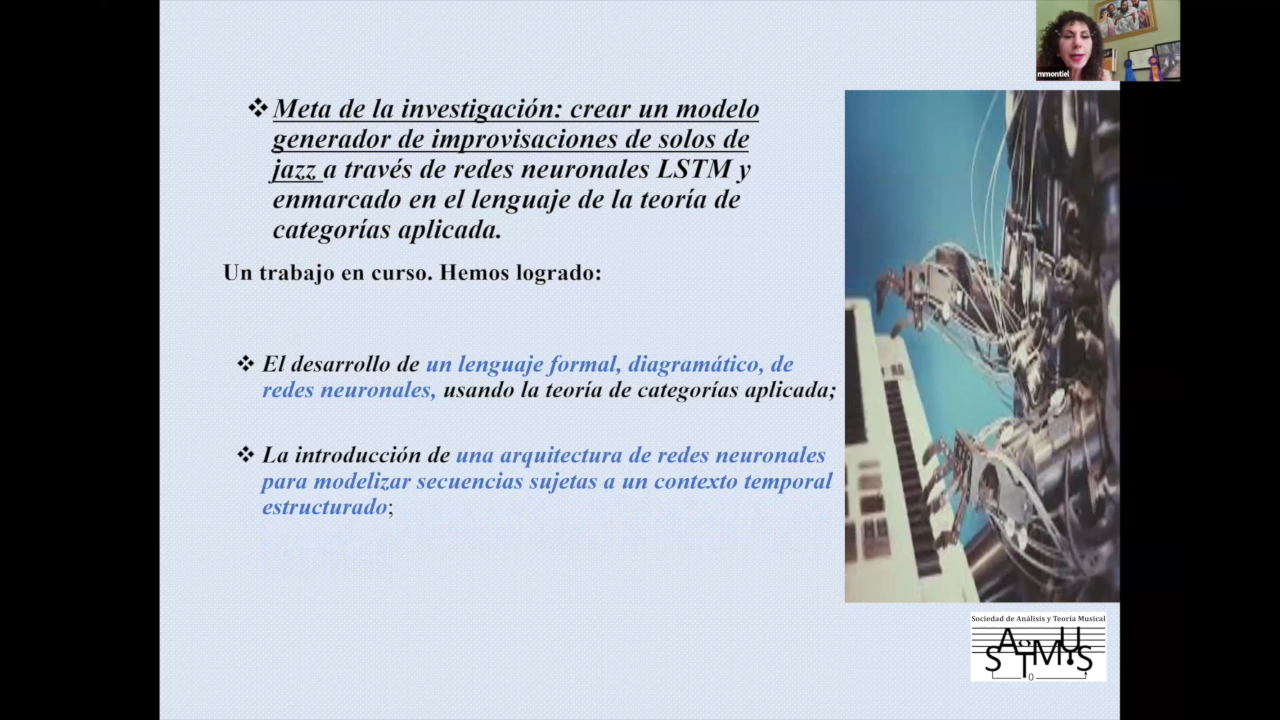 mmontiel
❖ Meta de la investigación: crear un modelo
generador de improvisaciones de solos de
jazz a través de redes neuronales LSTM y
enmarcado en el lenguaje de la teoría de
categorías aplicada.
Un trabajo en curso. Hemos logrado:
❖ El desarrollo de un lenguaje formal, diagramático, de
redes neuronales, usando la teoría de categorías aplicada;
❖ La introducción de una arquitectura de redes neuronales
para modelizar secuencias sujetas a un contexto temporal
estructurado;
Sociedad de Análisis y Teoría Musical
SATMUS